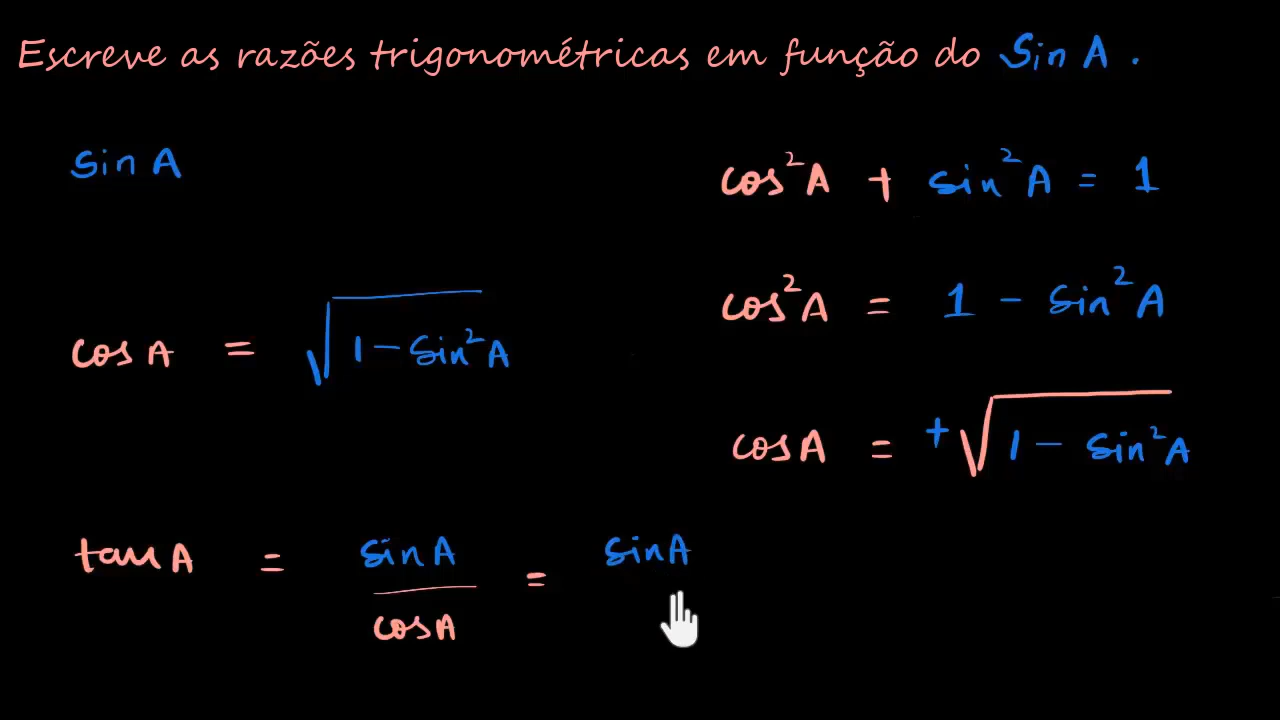 Escreve as razões trigonométricas em função do Sin A.
sin A
cos²A + sin²A = 1
cos²A = 1 - sin²A
cos A = √(1 - sin²A)
cos A = +√(1 - sin²A)
tan A = sin A / cos A = sin A